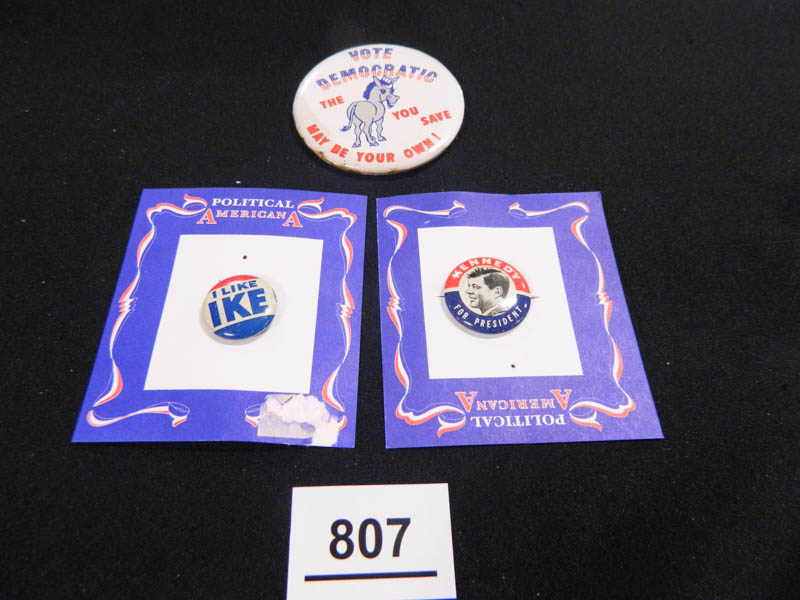 VOTE
DEMOCRATIC
THE YOU SAVE
MAY BE YOUR OWN!
POLITICAL
AMERICANA
I LIKE
IKE
KENNEDY
FOR PRESIDENT
POLITICAL
AMERICANA
807